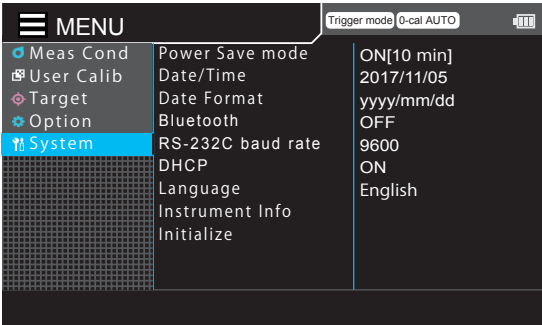 MENU
Trigger mode 0-cal AUTO
Meas Cond Power Save mode ON[10 min]
User Calib Date/Time 2017/11/05
Target Date Format yyyy/mm/dd
Option Bluetooth OFF
System RS-232C baud rate 9600
DHCP ON
Language English
Instrument Info
Initialize